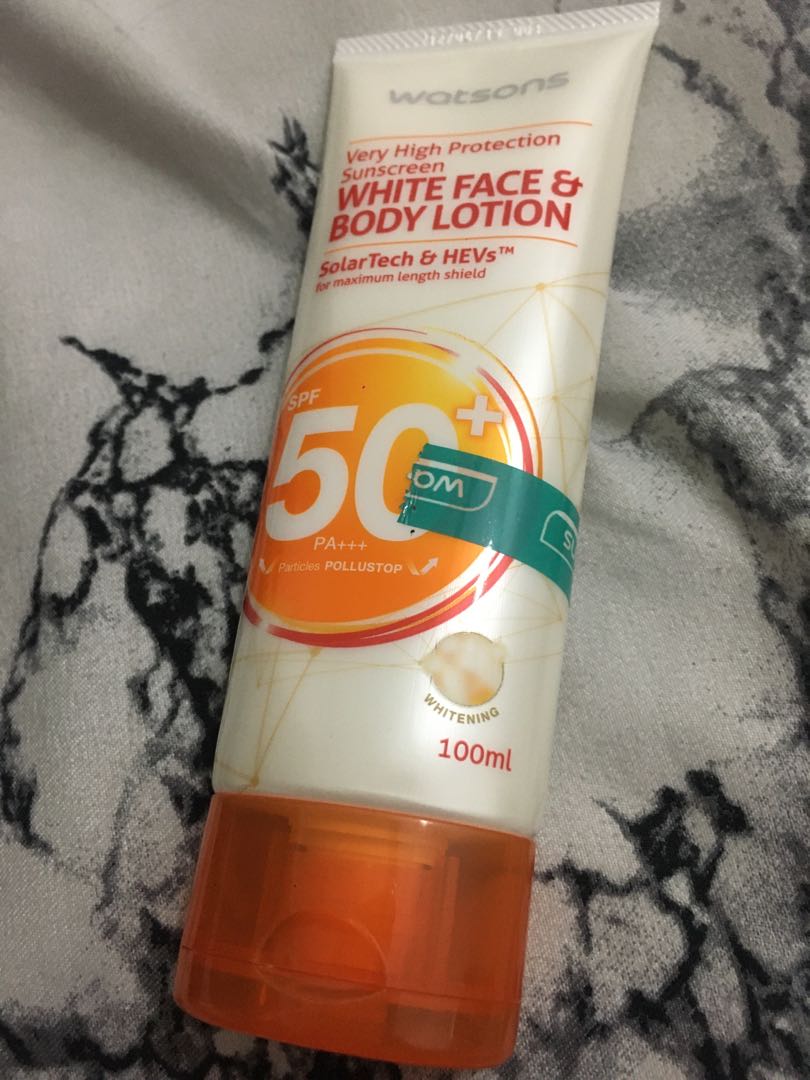 watsons
Very High Protection
Sunscreen
WHITE FACE &
BODY LOTION
SolarTech & HEVs™
for maximum length shield
SPF
50+
PA+++
Particles POLLUSTOP
WHITENING
100ml